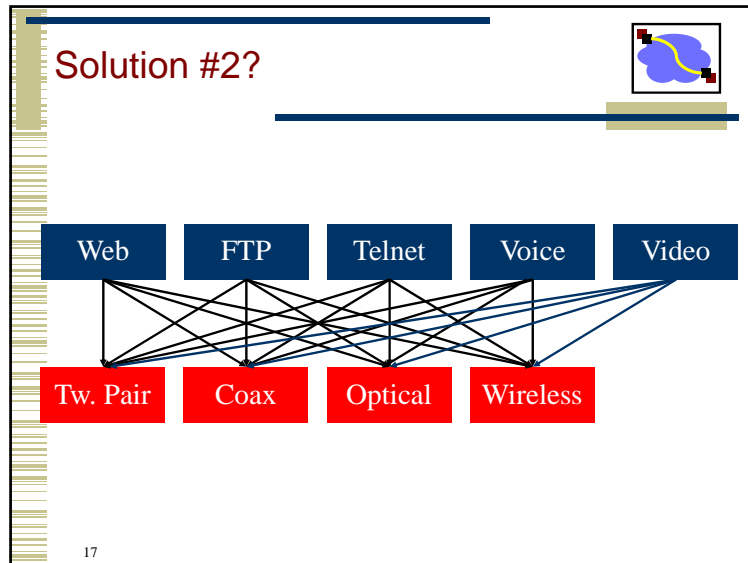 Solution #2?
Web FTP Telnet Voice Video
Tw. Pair Coax Optical Wireless
17